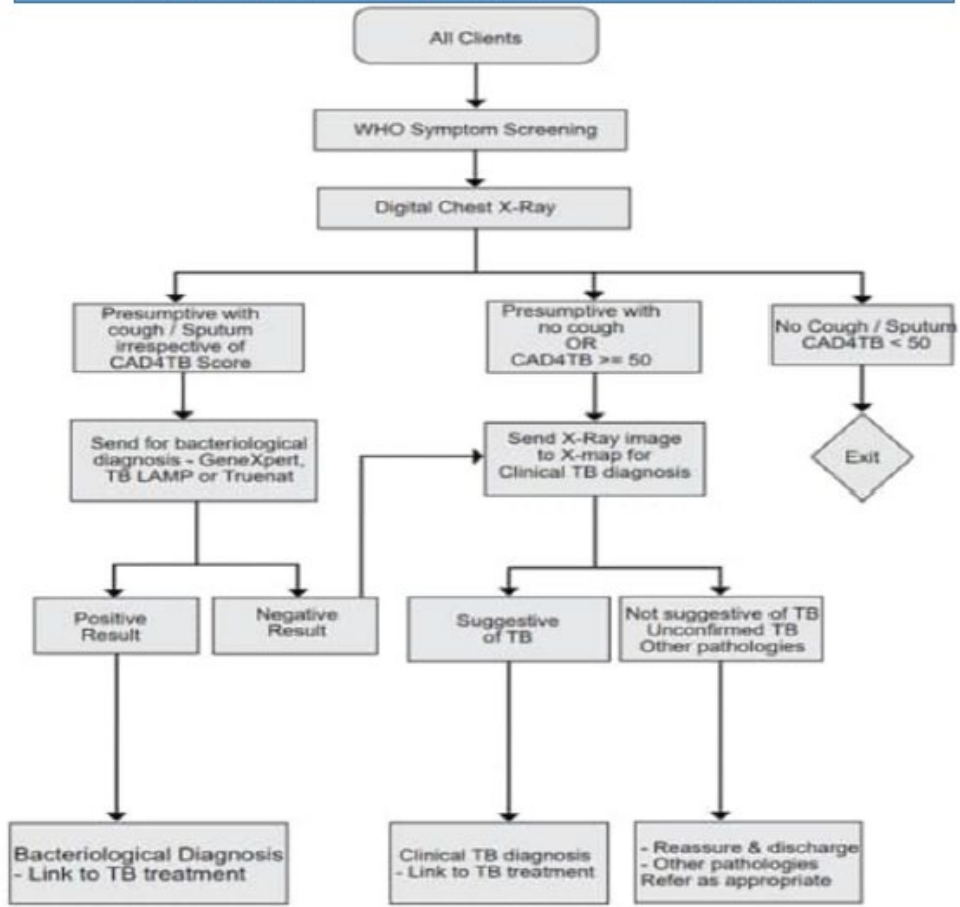 All Clients
WHO Symptom Screening
Digital Chest X-Ray
Presumptive with
cough / Sputum
irrespective of
CAD4TB Score
Presumptive with
no cough
OR
CAD4TB >= 50
No Cough / Sputum
CAD4TB < 50
Send for bacteriological
diagnosis - GeneXpert,
TB LAMP or Truenat
Send X-Ray image
to X-map for
Clinical TB diagnosis
Exit
Positive
Result
Negative
Result
Suggestive
of TB
Not suggestive of TB
Unconfirmed TB
Other pathologies
Bacteriological Diagnosis
- Link to TB treatment
Clinical TB diagnosis
- Link to TB treatment
- Reassure & discharge
- Other pathologies
Refer as appropriate